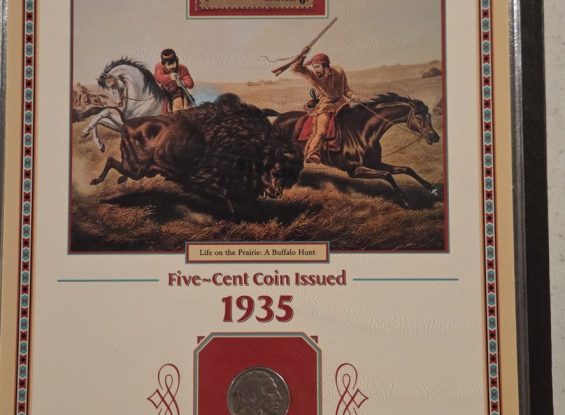 Life on the Prairie: A Buffalo Hunt
Five~Cent Coin Issued
1935